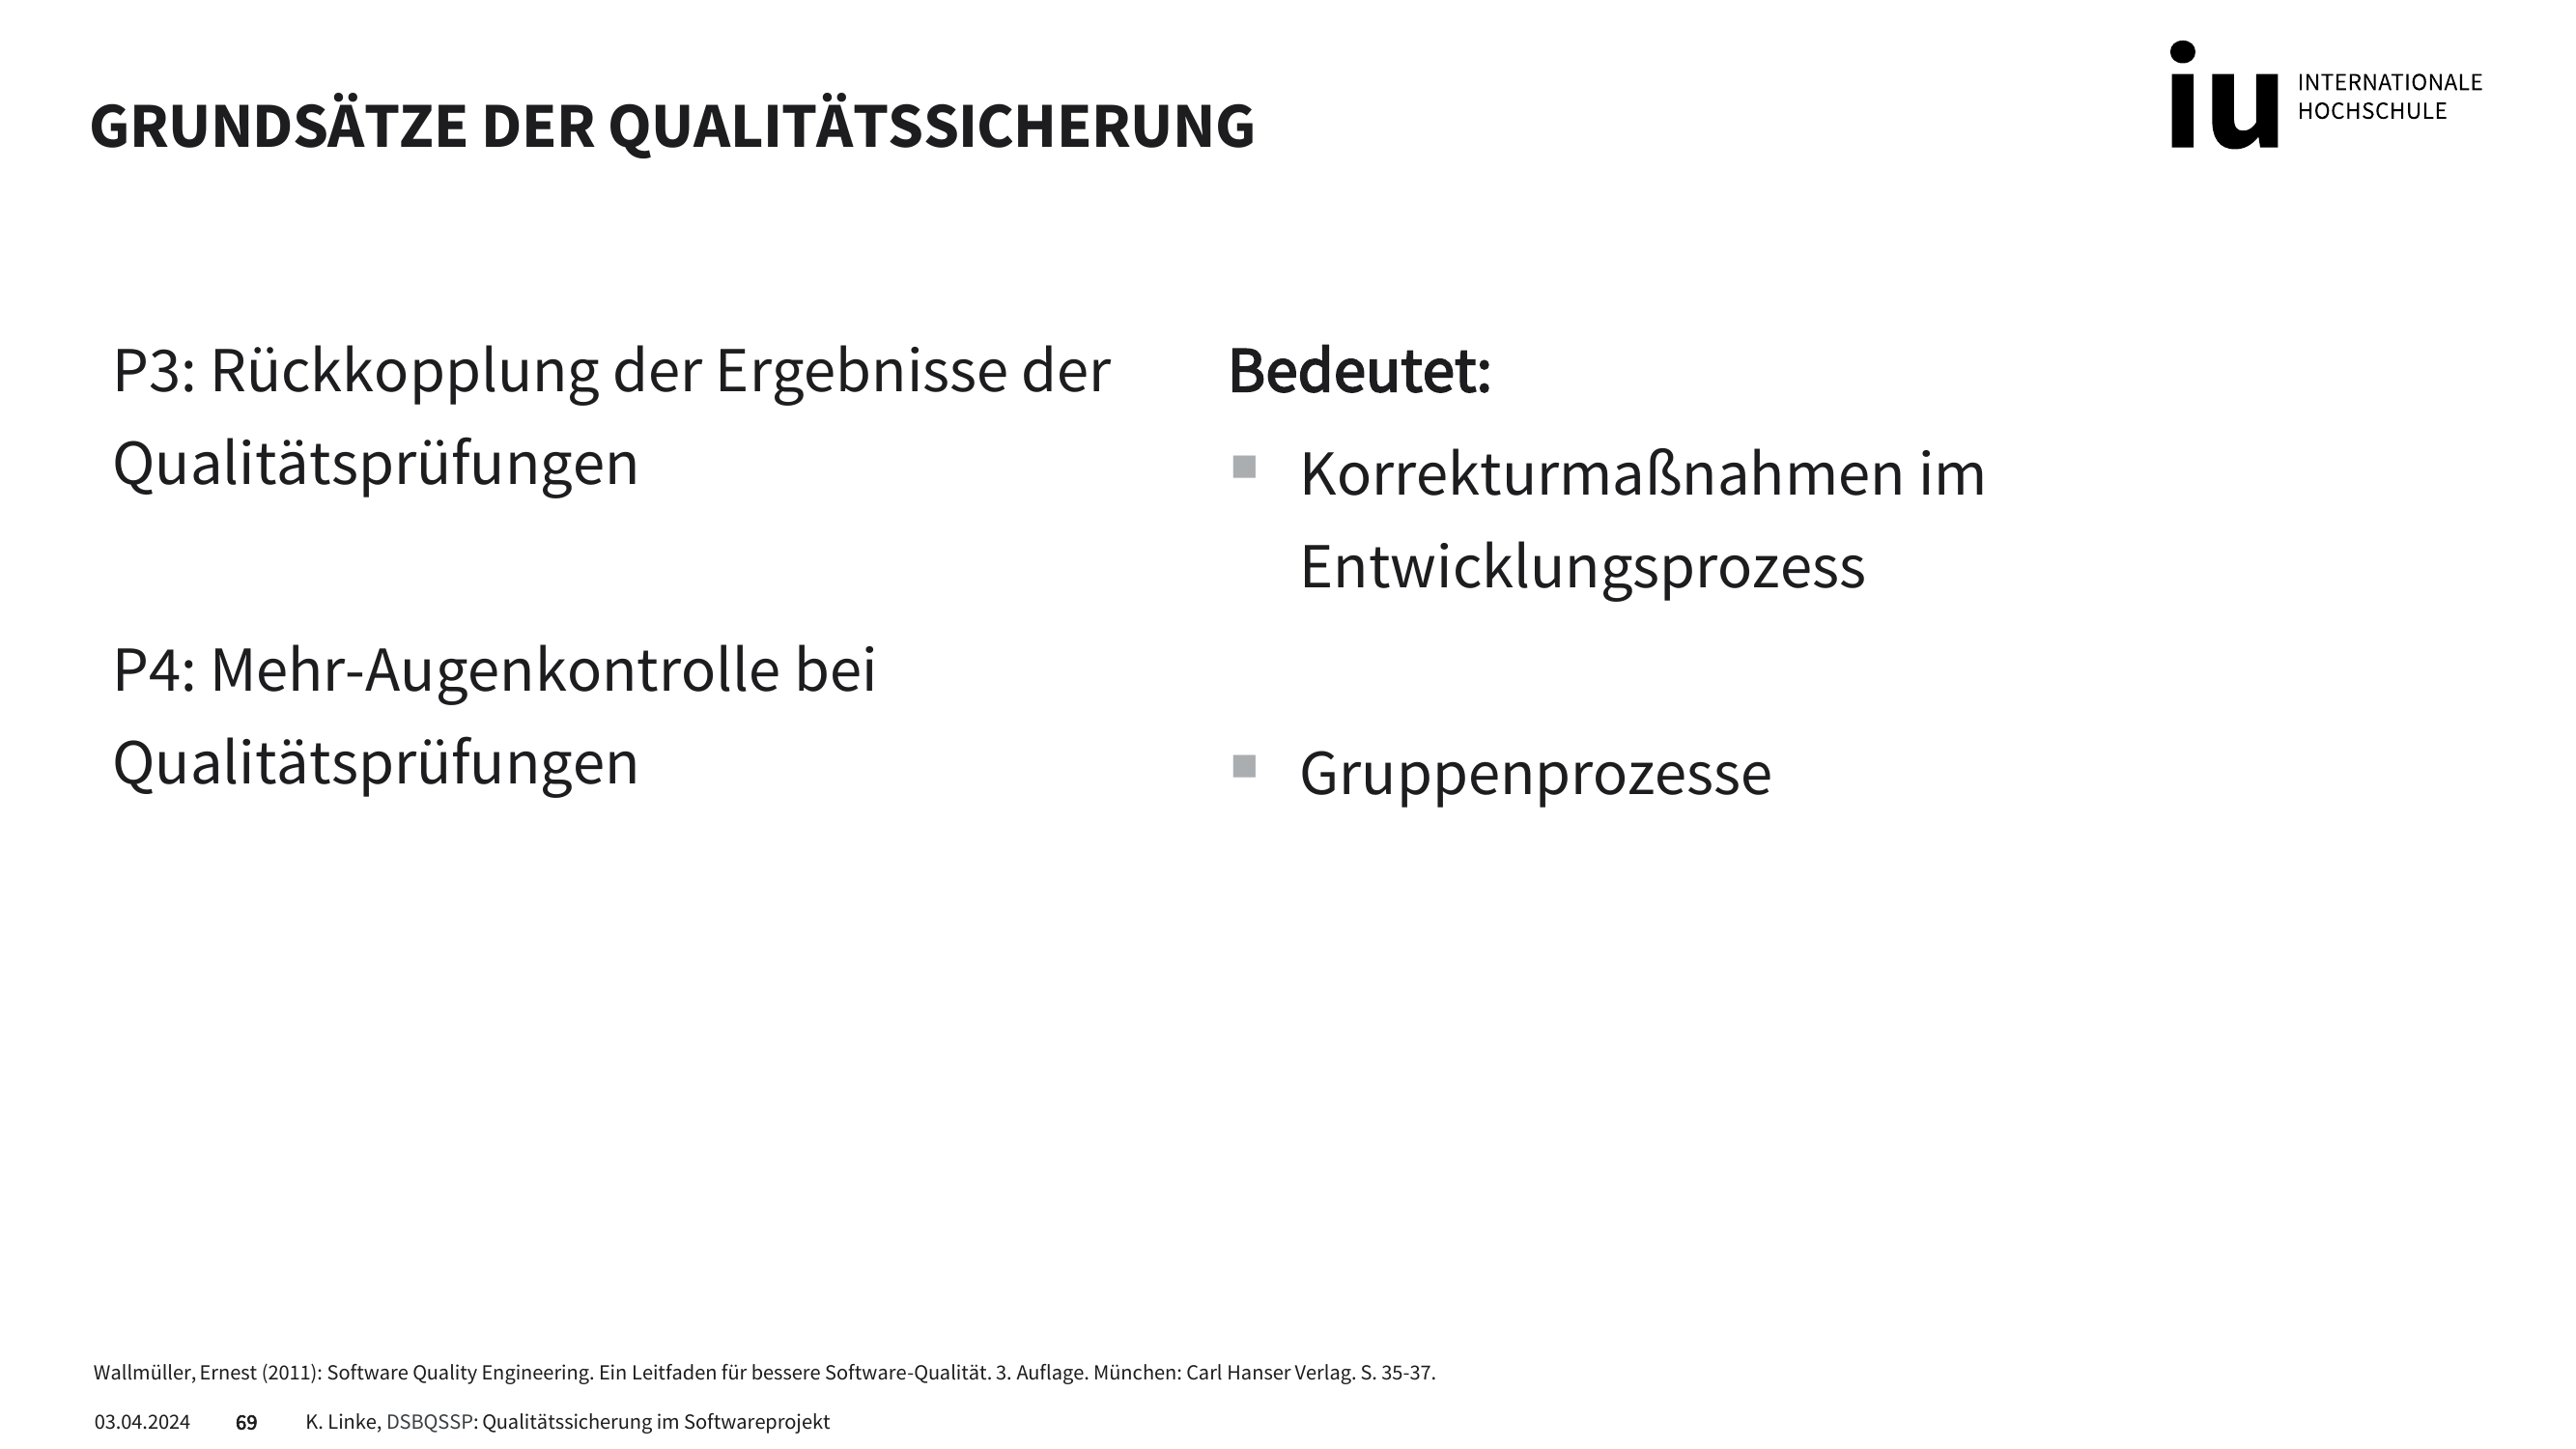 GRUNDSÄTZE DER QUALITÄTSSICHERUNG
iu INTERNATIONALE
HOCHSCHULE
P3: Rückkopplung der Ergebnisse der
Qualitätsprüfungen
P4: Mehr-Augenkontrolle bei
Qualitätsprüfungen
Bedeutet:
Korrekturmaßnahmen im
Entwicklungsprozess
Gruppenprozesse
Wallmüller, Ernest (2011): Software Quality Engineering. Ein Leitfaden für bessere Software-Qualität. 3. Auflage. München: Carl Hanser Verlag. S. 35-37.
03.04.2024 69 K. Linke, DSBQSSP: Qualitätssicherung im Softwareprojekt